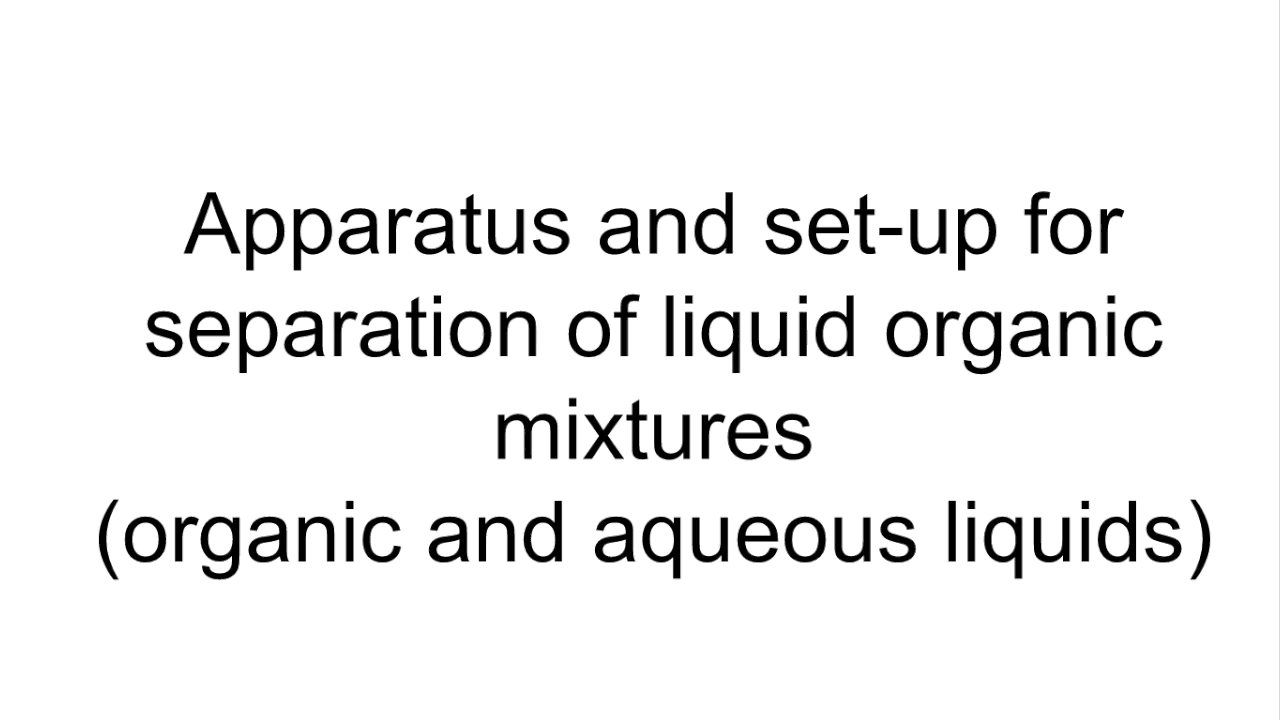 Apparatus and set-up for
separation of liquid organic
mixtures
(organic and aqueous liquids)